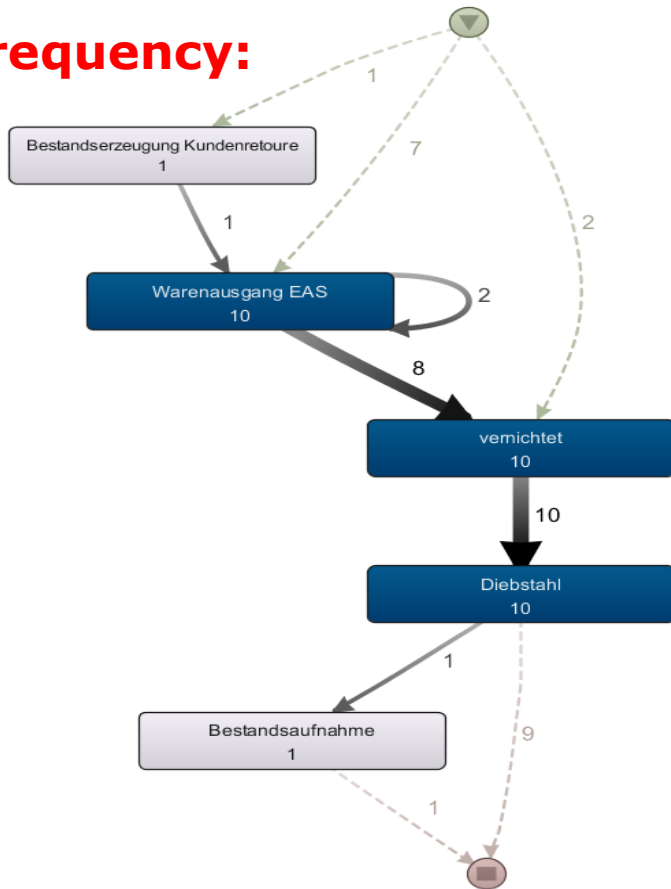 requency:
1
7
2
Bestandserzeugung Kundenretoure
1
1
Warenausgang EAS
10
2
8
vernichtet
10
10
Diebstahl
10
1
9
Bestandsaufnahme
1
1